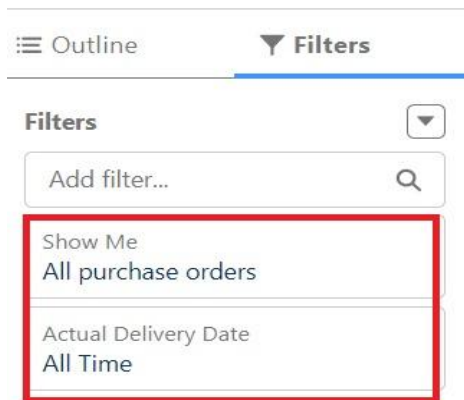 Outline
Filters
Filters
Add filter...
Show Me
All purchase orders
Actual Delivery Date
All Time